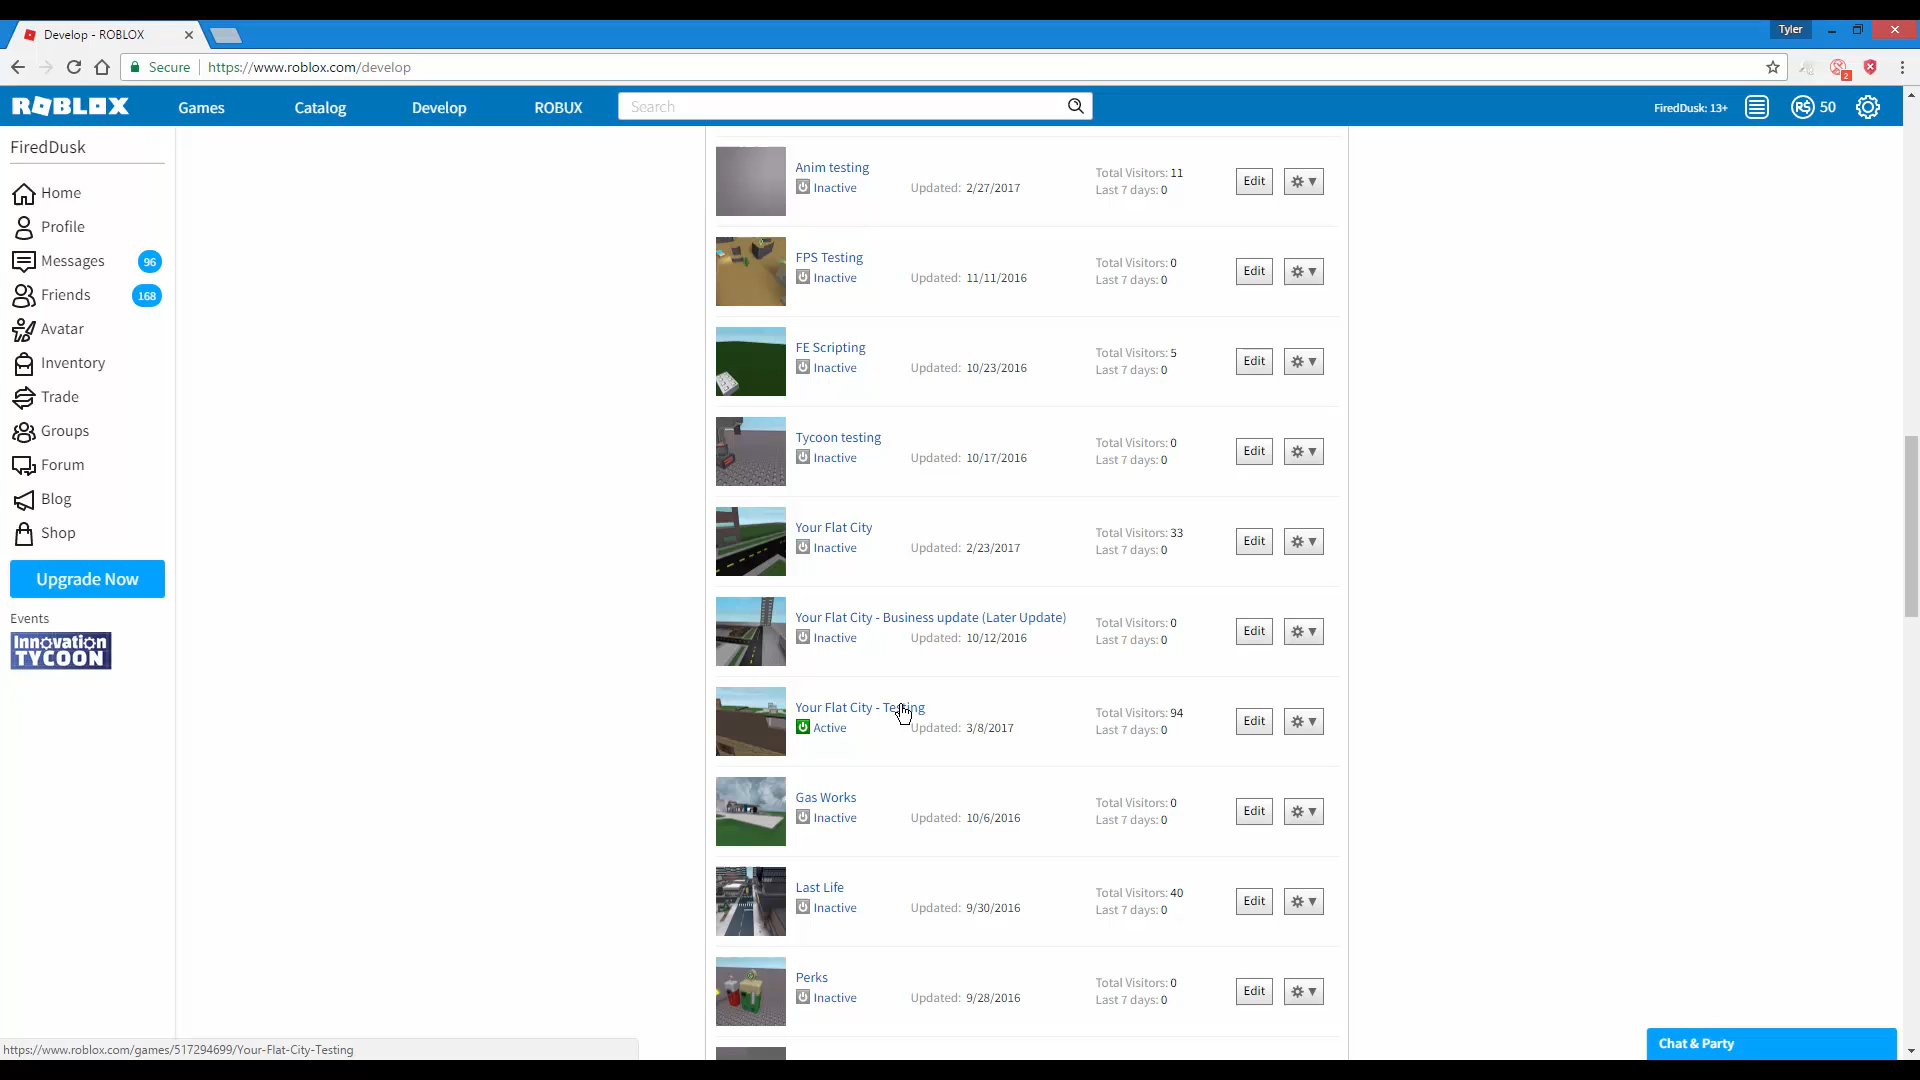 Develop - ROBLOX
Tyler
Secure
https://www.roblox.com/develop
2
ROBLOX
Games
Catalog
Develop
ROBUX
Search
FiredDusk: 13+
R$ 50
FiredDusk
Home
Profile
Messages 96
Friends 168
Avatar
Inventory
Trade
Groups
Forum
Blog
Shop
Upgrade Now
Events
Innovation
TYCOON
Anim testing
Inactive Updated: 2/27/2017
Total Visitors: 11
Last 7 days: 0
Edit
FPS Testing
Inactive Updated: 11/11/2016
Total Visitors: 0
Last 7 days: 0
Edit
FE Scripting
Inactive Updated: 10/23/2016
Total Visitors: 5
Last 7 days: 0
Edit
Tycoon testing
Inactive Updated: 10/17/2016
Total Visitors: 0
Last 7 days: 0
Edit
Your Flat City
Inactive Updated: 2/23/2017
Total Visitors: 33
Last 7 days: 0
Edit
Your Flat City - Business update (Later Update)
Inactive Updated: 10/12/2016
Total Visitors: 0
Last 7 days: 0
Edit
Your Flat City - Testing
Active Updated: 3/8/2017
Total Visitors: 94
Last 7 days: 0
Edit
Gas Works
Inactive Updated: 10/6/2016
Total Visitors: 0
Last 7 days: 0
Edit
Last Life
Inactive Updated: 9/30/2016
Total Visitors: 40
Last 7 days: 0
Edit
Perks
Inactive Updated: 9/28/2016
Total Visitors: 0
Last 7 days: 0
Edit
https://www.roblox.com/games/517294699/Your-Flat-City-Testing
Chat & Party